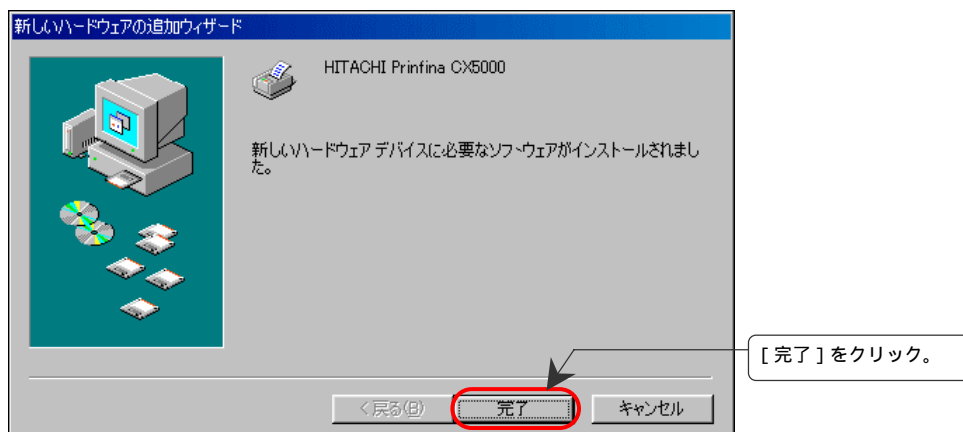 新しいハードウェアの追加ウィザード
HITACHI Prinfina CX5000
新しいハードウェア デバイスに必要なソフトウェアがインストールされまし
た。
[完了]をクリック。
< 戻る(B)
完了
キャンセル